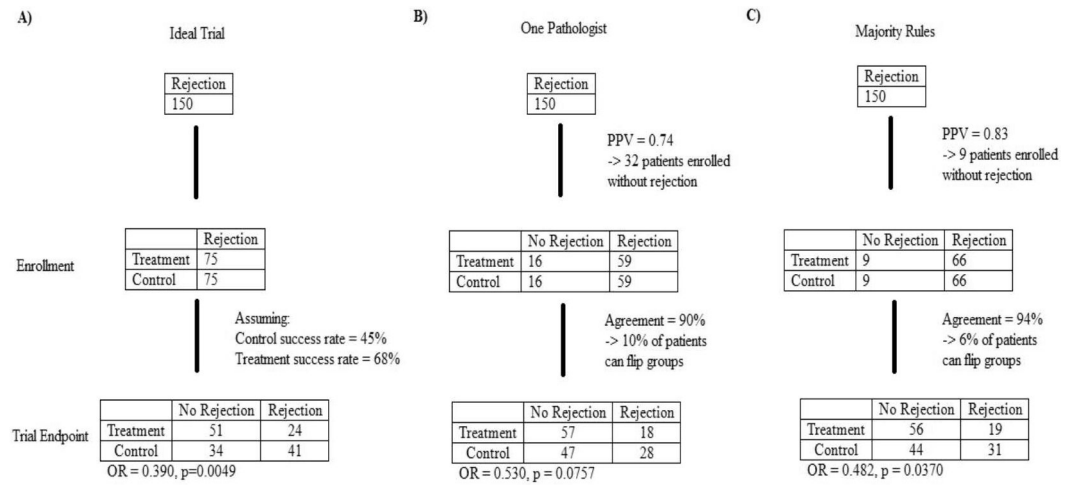 A)
Ideal Trial
Rejection
150
Enrollment
Rejection
Treatment 75
Control 75
Assuming:
Control success rate = 45%
Treatment success rate = 68%
Trial Endpoint
No Rejection Rejection
Treatment 51 24
Control 34 41
OR = 0.390, p=0.0049
B)
One Pathologist
Rejection
150
PPV = 0.74
-> 32 patients enrolled
without rejection
No Rejection Rejection
Treatment 16 59
Control 16 59
Agreement = 90%
-> 10% of patients
can flip groups
No Rejection Rejection
Treatment 57 18
Control 47 28
OR = 0.530, p = 0.0757
C)
Majority Rules
Rejection
150
PPV = 0.83
-> 9 patients enrolled
without rejection
No Rejection Rejection
Treatment 9 66
Control 9 66
Agreement = 94%
-> 6% of patients
can flip groups
No Rejection Rejection
Treatment 56 19
Control 44 31
OR = 0.482, p = 0.0370